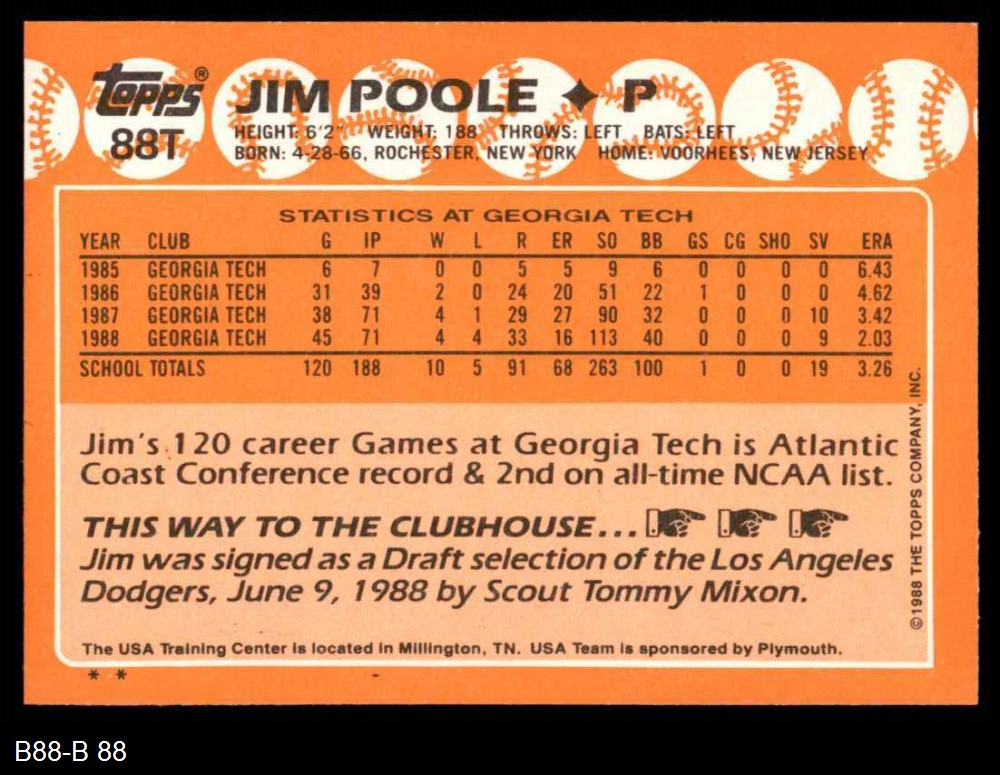 Topps® JIM POOLE ✦ P
88T HEIGHT: 6'2" WEIGHT: 188 THROWS: LEFT BATS: LEFT
BORN: 4-28-66, ROCHESTER, NEW YORK HOME: VOORHEES, NEW JERSEY
STATISTICS AT GEORGIA TECH
YEAR CLUB G IP W L R ER SO BB GS CG SHO SV ERA
1985 GEORGIA TECH 6 7 0 0 5 5 9 6 0 0 0 0 6.43
1986 GEORGIA TECH 31 39 2 0 24 20 51 22 1 0 0 0 4.62
1987 GEORGIA TECH 38 71 4 1 29 27 90 32 0 0 0 10 3.42
1988 GEORGIA TECH 45 71 4 4 33 16 113 40 0 0 0 9 2.03
SCHOOL TOTALS 120 188 10 5 91 68 263 100 1 0 0 19 3.26
Jim's 120 career Games at Georgia Tech is Atlantic
Coast Conference record & 2nd on all-time NCAA list.
THIS WAY TO THE CLUBHOUSE...
Jim was signed as a Draft selection of the Los Angeles
Dodgers, June 9, 1988 by Scout Tommy Mixon.
The USA Training Center is located in Millington, TN. USA Team is sponsored by Plymouth.
* *
©1988 THE TOPPS COMPANY, INC.
B88-B 88